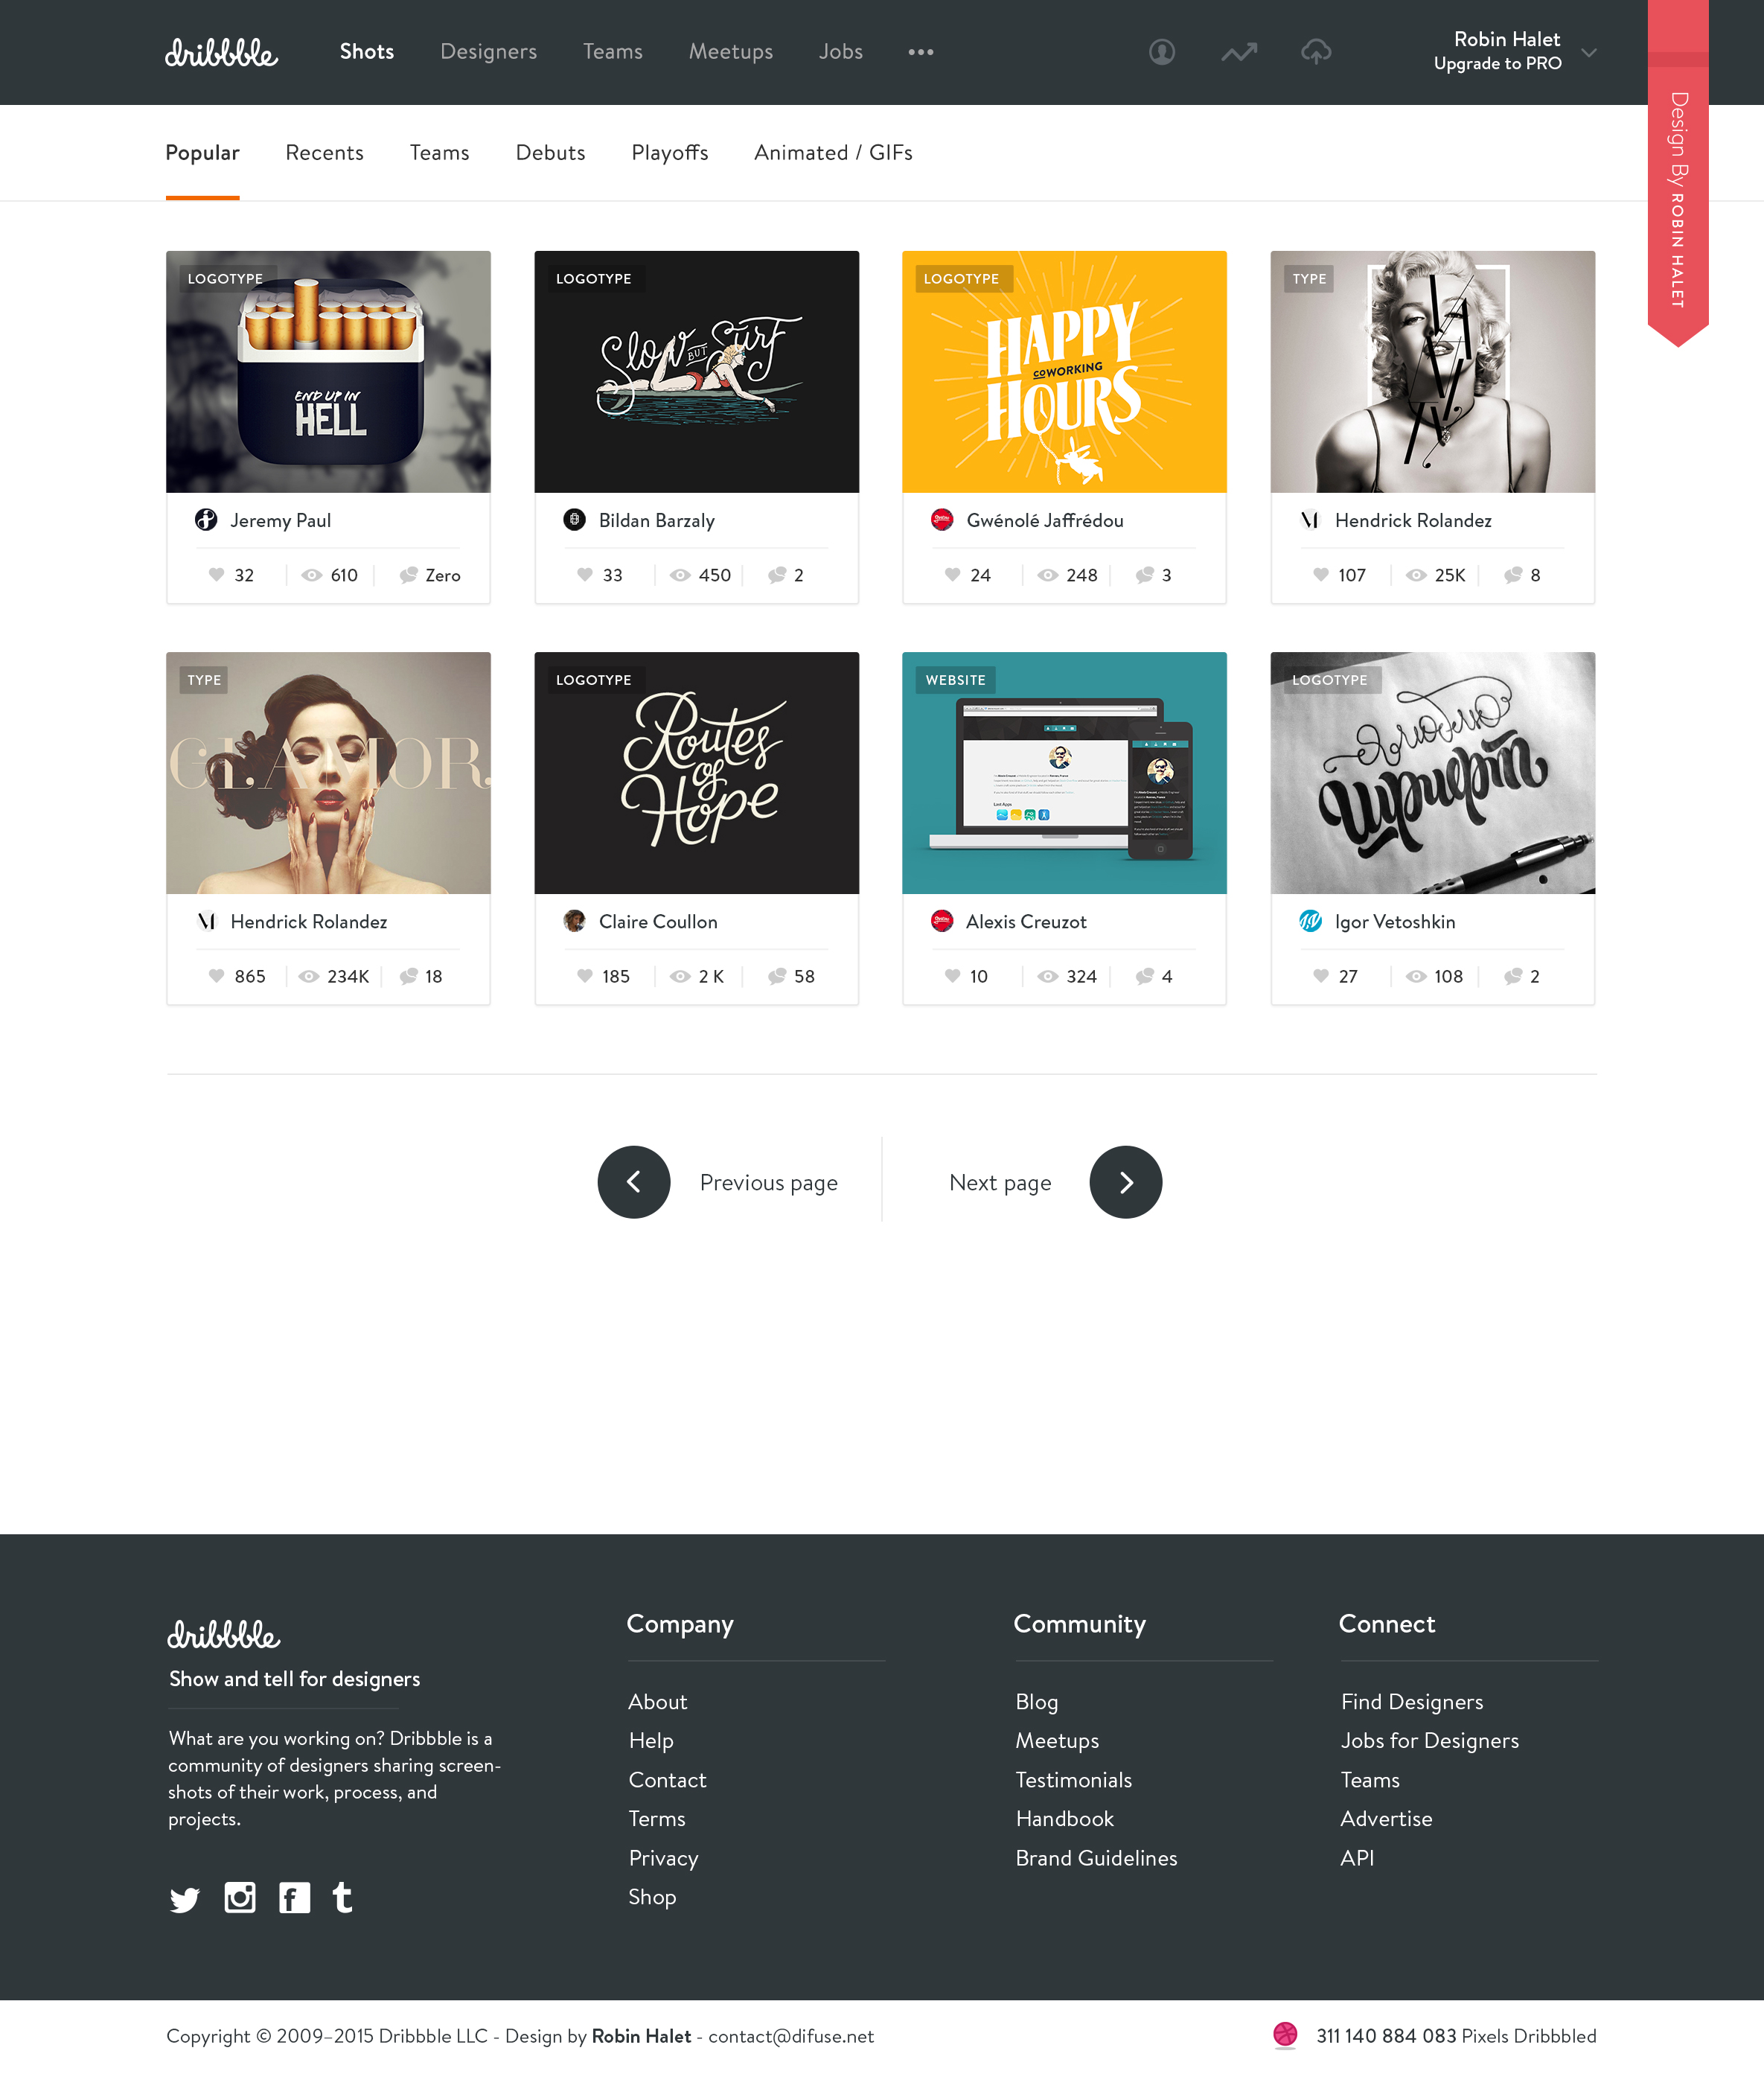 dribbble
Shots
Designers
Teams
Meetups
Jobs
Robin Halet
Upgrade to PRO
Design By ROBIN HALET
Popular
Recents
Teams
Debuts
Playoffs
Animated / GIFs
LOGOTYPE
END UP IN
HELL
Jeremy Paul
32
610
Zero
LOGOTYPE
Slow BUT Surf
Bildan Barzaly
33
450
2
LOGOTYPE
HAPPY
COWORKING
HOURS
Gwénolé Jaffrédou
24
248
3
TYPE
Hendrick Rolandez
107
25K
8
TYPE
GLAMOR.
Hendrick Rolandez
865
234K
18
LOGOTYPE
Routes
of
Hope
Claire Coullon
185
2 K
58
WEBSITE
Alexis Creuzot
10
324
4
LOGOTYPE
Igor Vetoshkin
27
108
2
Previous page
Next page
dribbble
Show and tell for designers
What are you working on? Dribbble is a
community of designers sharing screen-
shots of their work, process, and
projects.
Company
About
Help
Contact
Terms
Privacy
Shop
Community
Blog
Meetups
Testimonials
Handbook
Brand Guidelines
Connect
Find Designers
Jobs for Designers
Teams
Advertise
API
Copyright © 2009–2015 Dribbble LLC - Design by Robin Halet - contact@difuse.net
311 140 884 083 Pixels Dribbbled